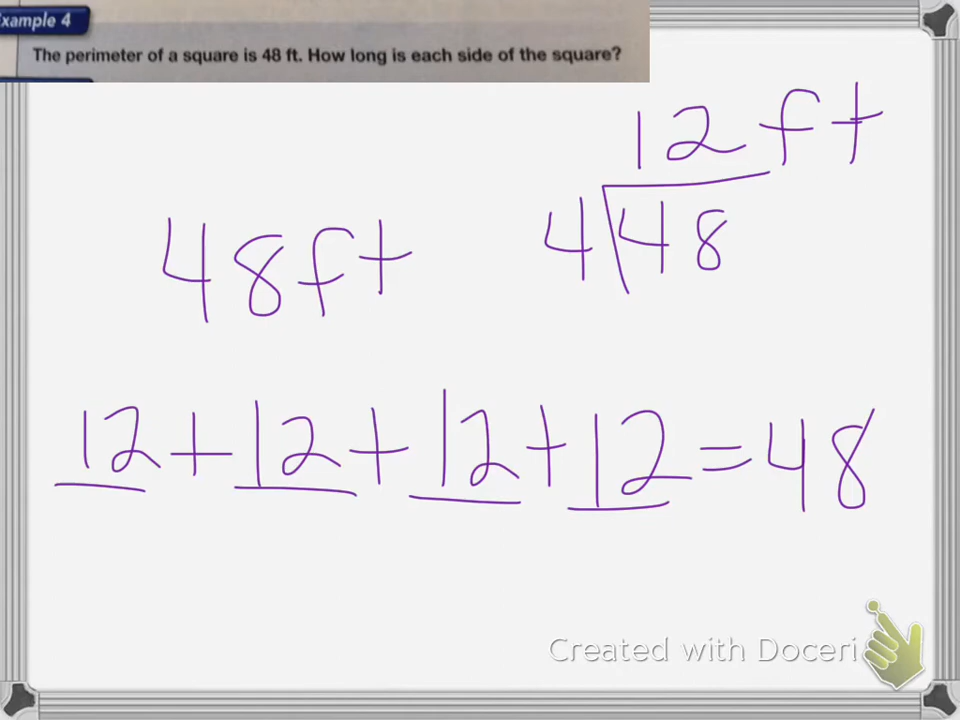 xample 4
The perimeter of a square is 48 ft. How long is each side of the square?
12 ft
4 48
48 ft
12 + 12 + 12 + 12 = 48
Created with Doceri